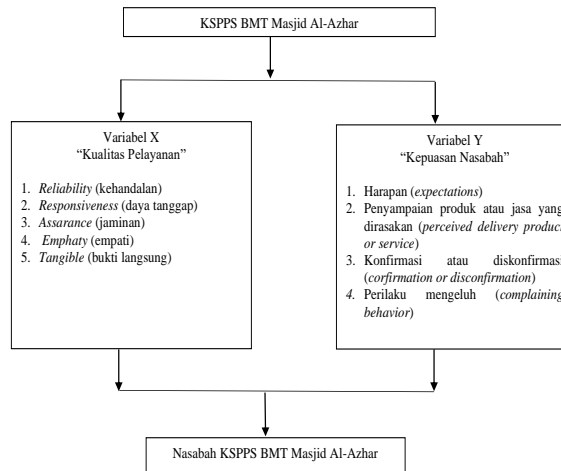 KSPPS BMT Masjid Al-Azhar
Variabel X
“Kualitas Pelayanan”
1. Reliability (kehandalan)
2. Responsiveness (daya tanggap)
3. Assurance (jaminan)
4. Emphaty (empati)
5. Tangible (bukti langsung)
Variabel Y
“Kepuasan Nasabah”
1. Harapan (expectations)
2. Penyampaian produk atau jasa yang
dirasakan (perceived delivery product
or service)
3. Konfirmasi atau diskonfirmasi
(corfirmation or disconfirmation)
4. Perilaku mengeluh (complaining
behavior)
Nasabah KSPPS BMT Masjid Al-Azhar